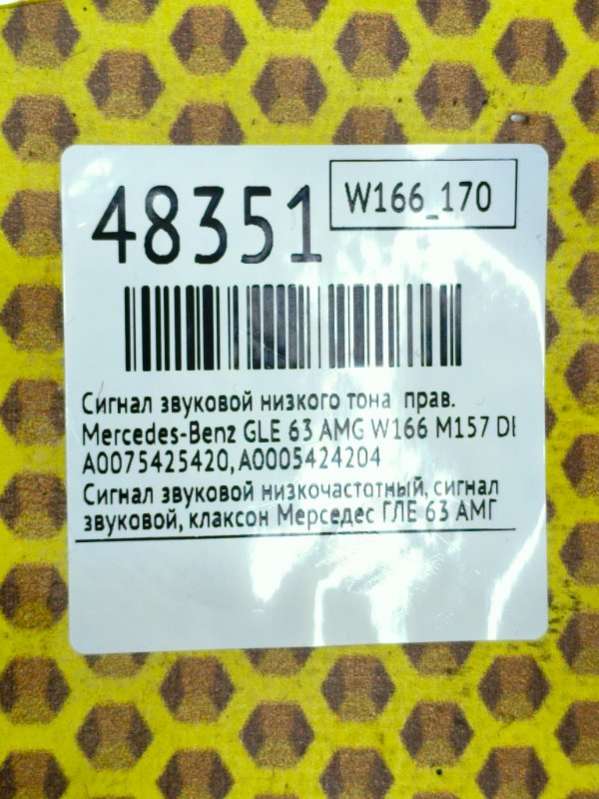 48351
W166_170
Сигнал звуковой низкого тона прав.
Mercedes-Benz GLE 63 AMG W166 M157 DE
A0075425420, A0005424204
Сигнал звуковой низкочастотный, сигнал
звуковой, клаксон Мерседес ГЛЕ 63 АМГ